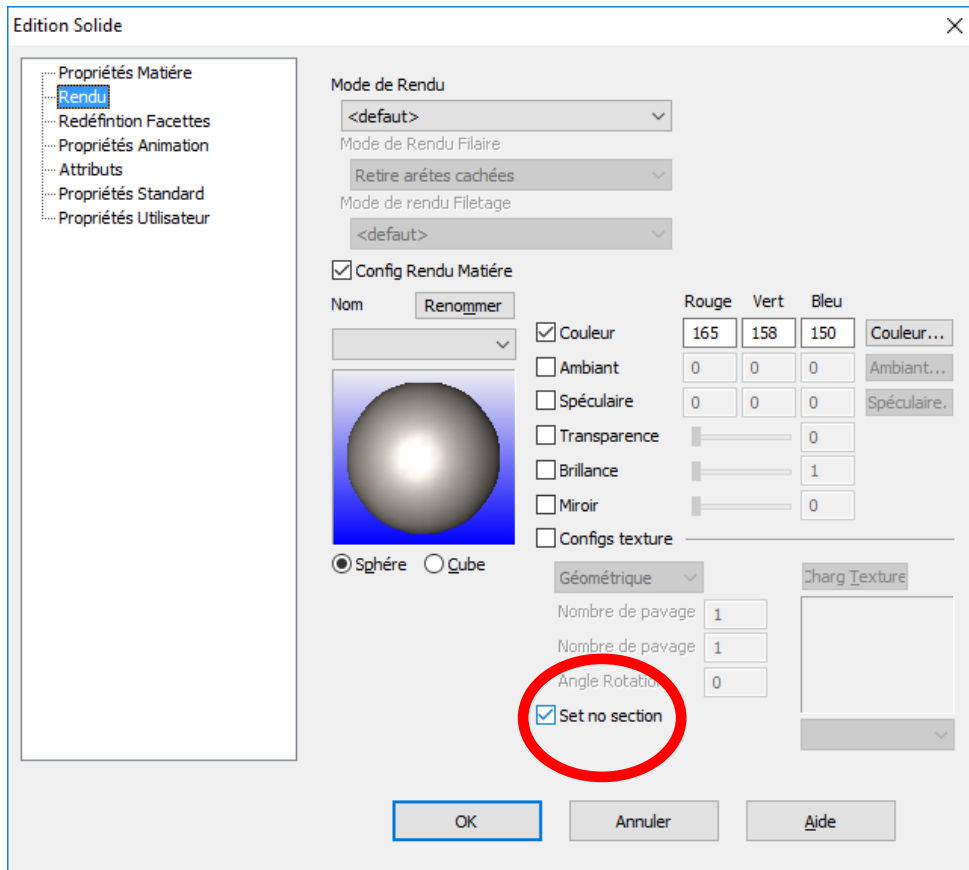 Edition Solide
Propriétés Matiére
Rendu
Redéfintion Facettes
Propriétés Animation
Attributs
Propriétés Standard
Propriétés Utilisateur
Mode de Rendu
<defaut>
Mode de Rendu Filaire
Retire arétes cachées
Mode de rendu Filetage
<defaut>
Config Rendu Matiére
Nom Renommer
Rouge Vert Bleu
Couleur 165 158 150 Couleur...
Ambiant 0 0 0 Ambiant...
Spéculaire 0 0 0 Spéculaire.
Transparence 0
Brillance 1
Miroir 0
Configs texture
Sphére Cube
Géométrique Charg Texture
Nombre de pavage 1
Nombre de pavage 1
Angle Rotation 0
Set no section
OK Annuler Aide